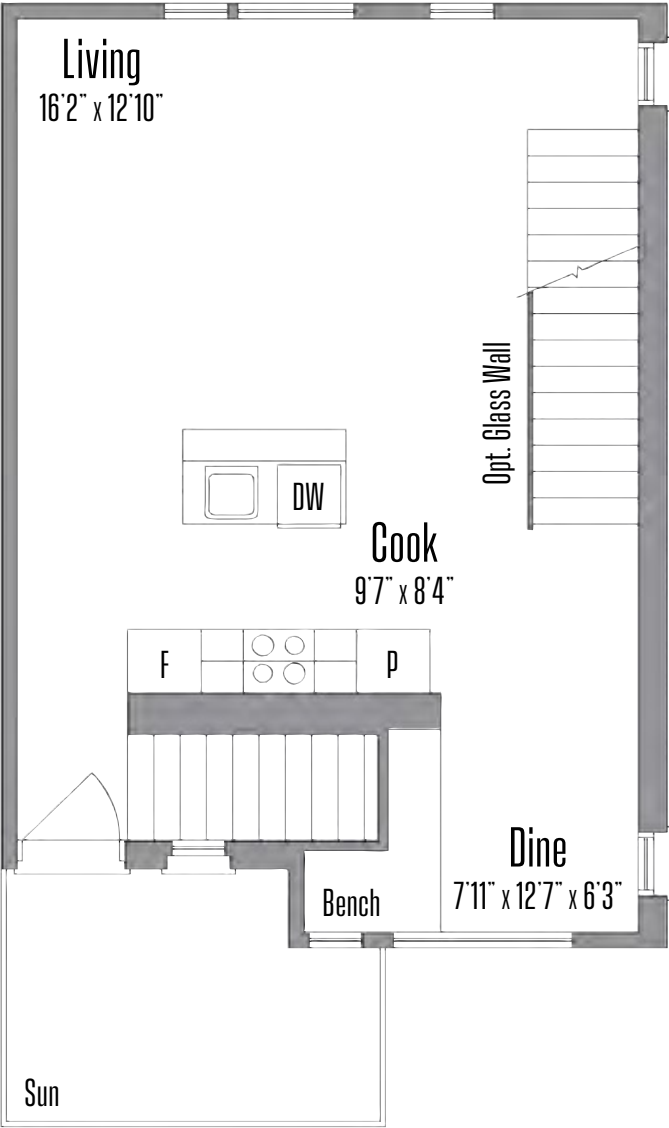 Living
16'2" x 12'10"
Opt. Glass Wall
DW
Cook
9'7" x 8'4"
F
P
Dine
7'11" x 12'7" x 6'3"
Bench
Sun